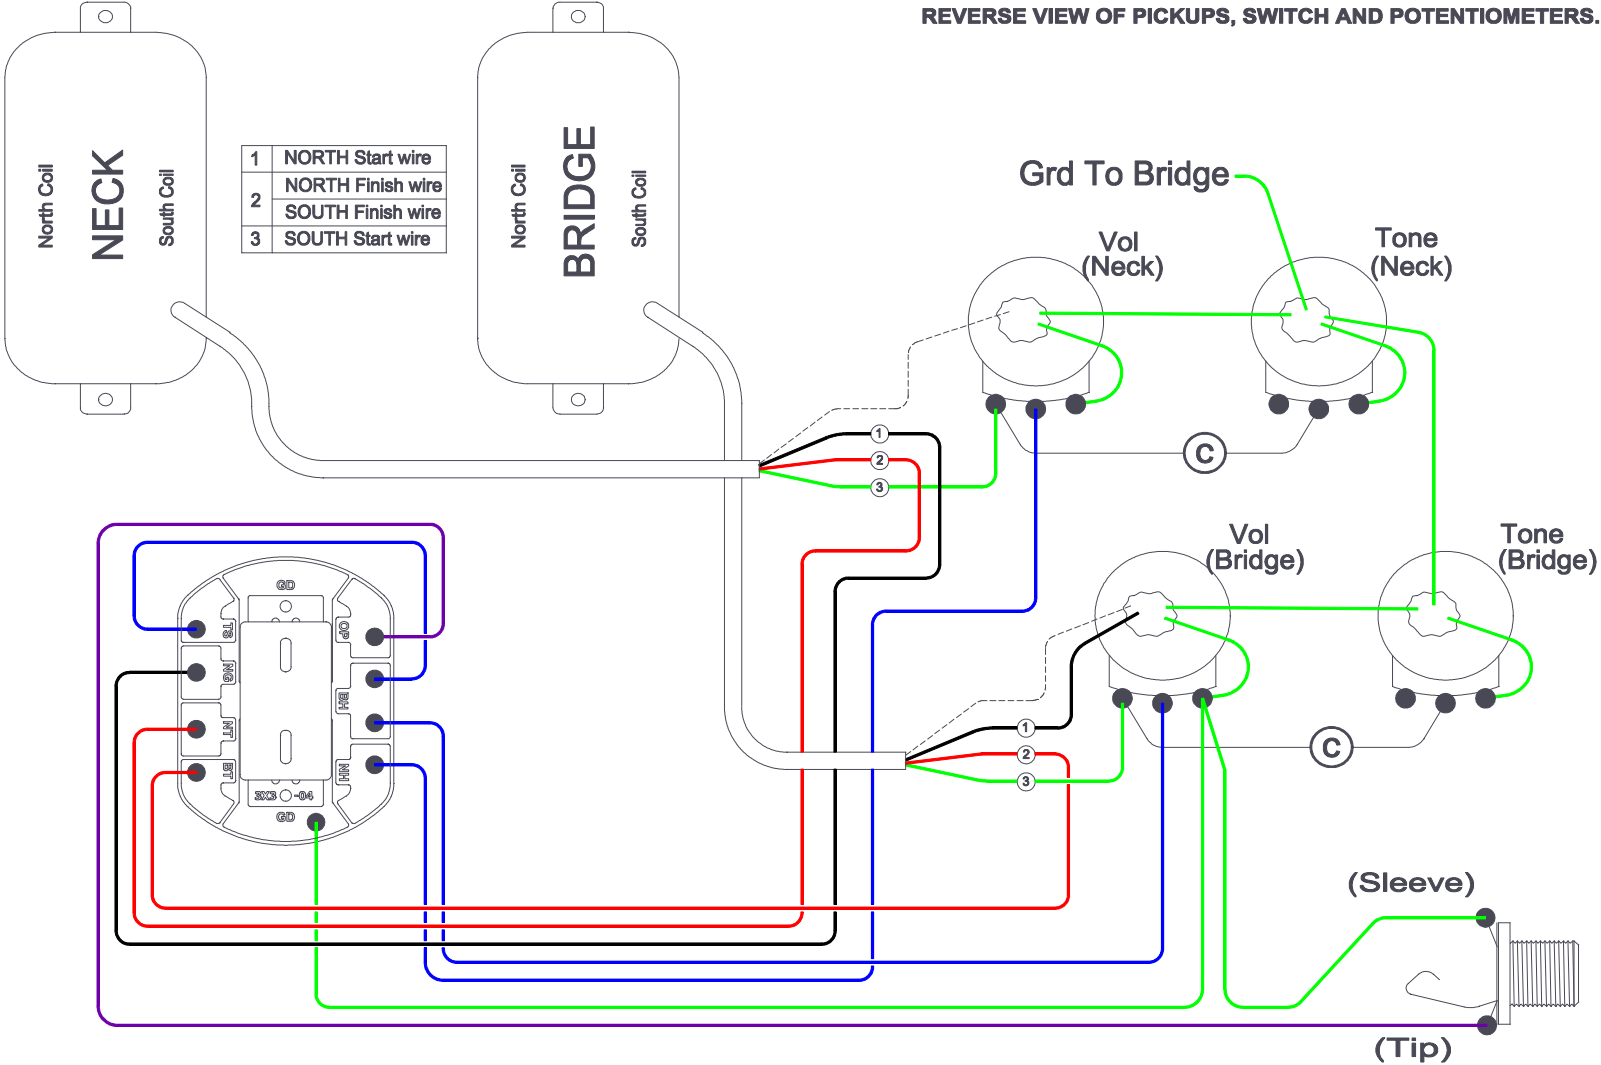 REVERSE VIEW OF PICKUPS, SWITCH AND POTENTIOMETERS.
North Coil
NECK
South Coil
1 NORTH Start wire
2 NORTH Finish wire
SOUTH Finish wire
3 SOUTH Start wire
North Coil
BRIDGE
South Coil
Grd To Bridge
Vol
(Neck)
Tone
(Neck)
C
1
2
3
Vol
(Bridge)
Tone
(Bridge)
C
1
2
3
GD
TS
OP
NG
BH
NT
BT
NH
3X3 -04
GD
(Sleeve)
(Tip)